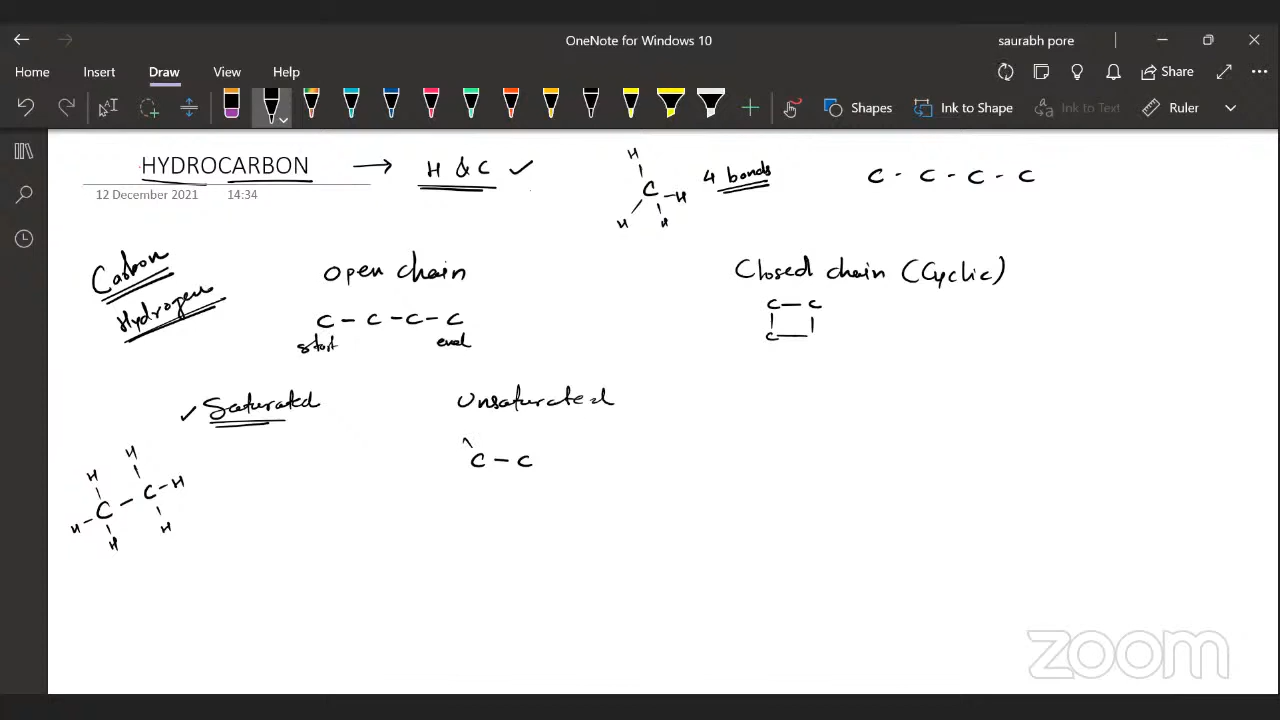 OneNote for Windows 10
saurabh pore
Home Insert Draw View Help
Share
Shapes Ink to Shape Ink to Text Ruler
HYDROCARBON → H & C ✓
12 December 2021 14:34
H
C - H
H H
4 bonds
C - C - C - C
Carbon
Hydrogen
Open chain
C - C - C - C
start end
Closed chain (Cyclic)
C - C
C
✓ Saturated
Unsaturated
H H
C - C - H
H - C
H H
C - C
zoom